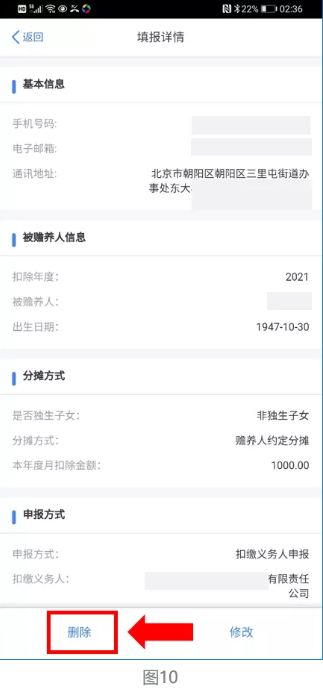 22% 02:36
返回 填报详情
基本信息
手机号码:
电子邮箱:
通讯地址: 北京市朝阳区朝阳区三里屯街道办
事处东大
被赡养人信息
扣除年度: 2021
被赡养人:
出生日期: 1947-10-30
分摊方式
是否独生子女: 非独生子女
分摊方式: 赡养人约定分摊
本年度月扣除金额: 1000.00
申报方式
申报方式: 扣缴义务人申报
扣缴义务人: 有限责任
公司
删除 修改
图10